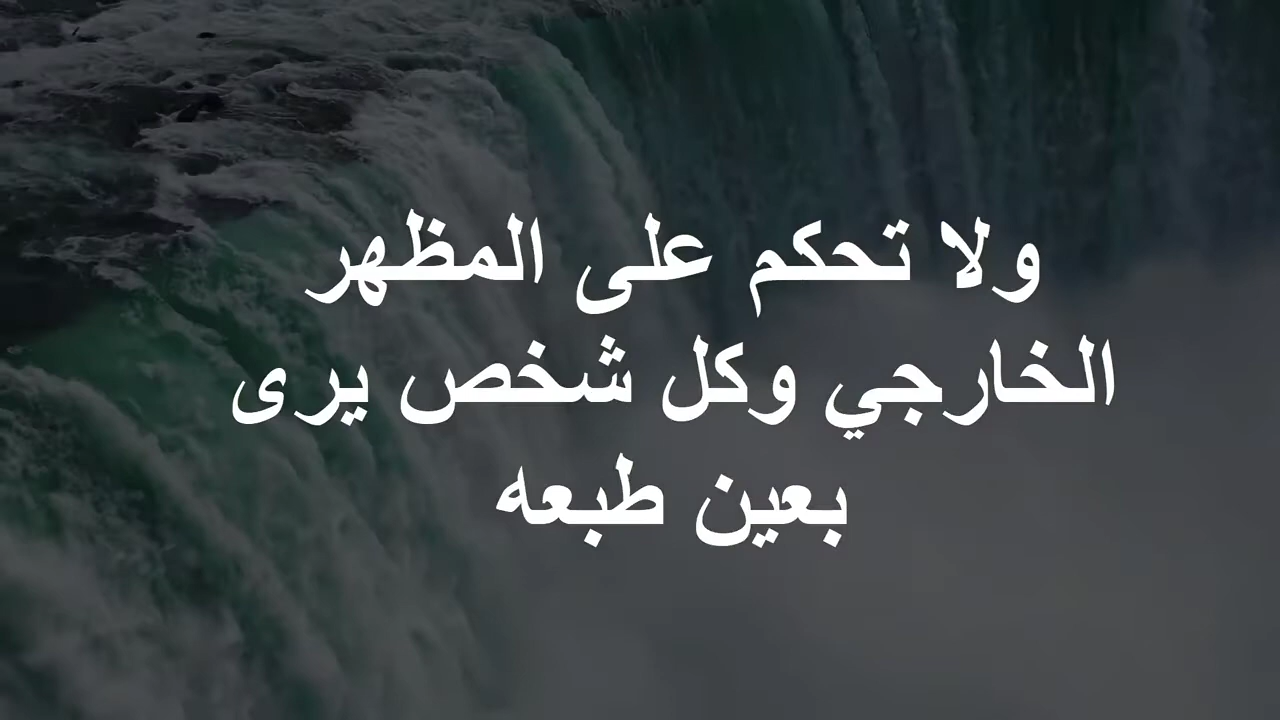 ولا تحكم على المظهر
الخارجي وكل شخص يرى
بعين طبعه